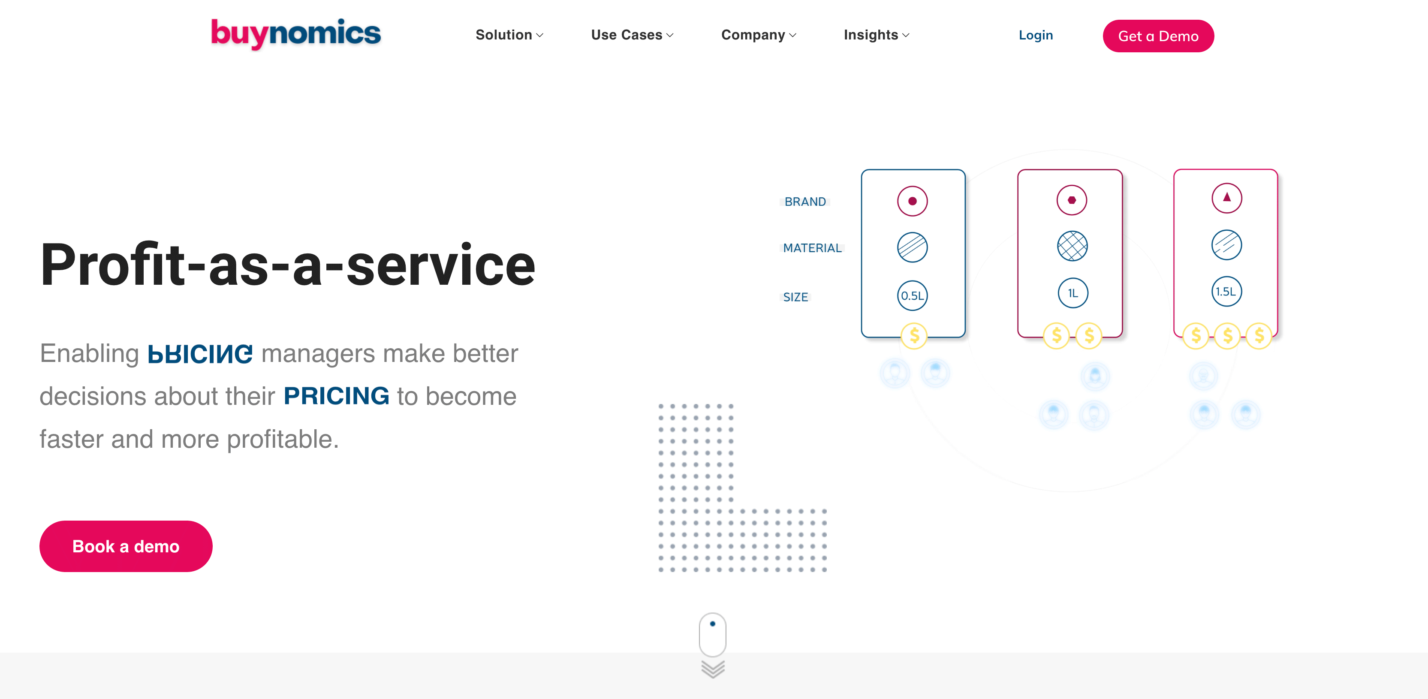 buynomics
Solution
Use Cases
Company
Insights
Login
Get a Demo
Profit-as-a-service
Enabling PRICING managers make better
decisions about their PRICING to become
faster and more profitable.
Book a demo
BRAND
MATERIAL
SIZE
0.5L
1L
1.5L
$
$ $
$ $ $